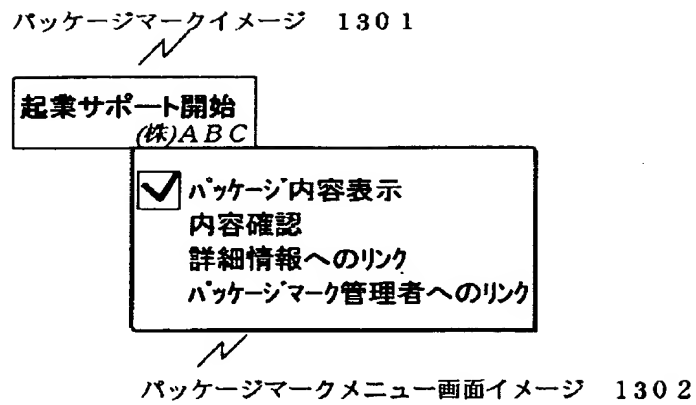 パッケージマークイメージ　1301
起業サポート開始
(株)ABC
パッケージ内容表示
内容確認
詳細情報へのリンク
パッケージマーク管理者へのリンク
パッケージマークメニュー画面イメージ　1302